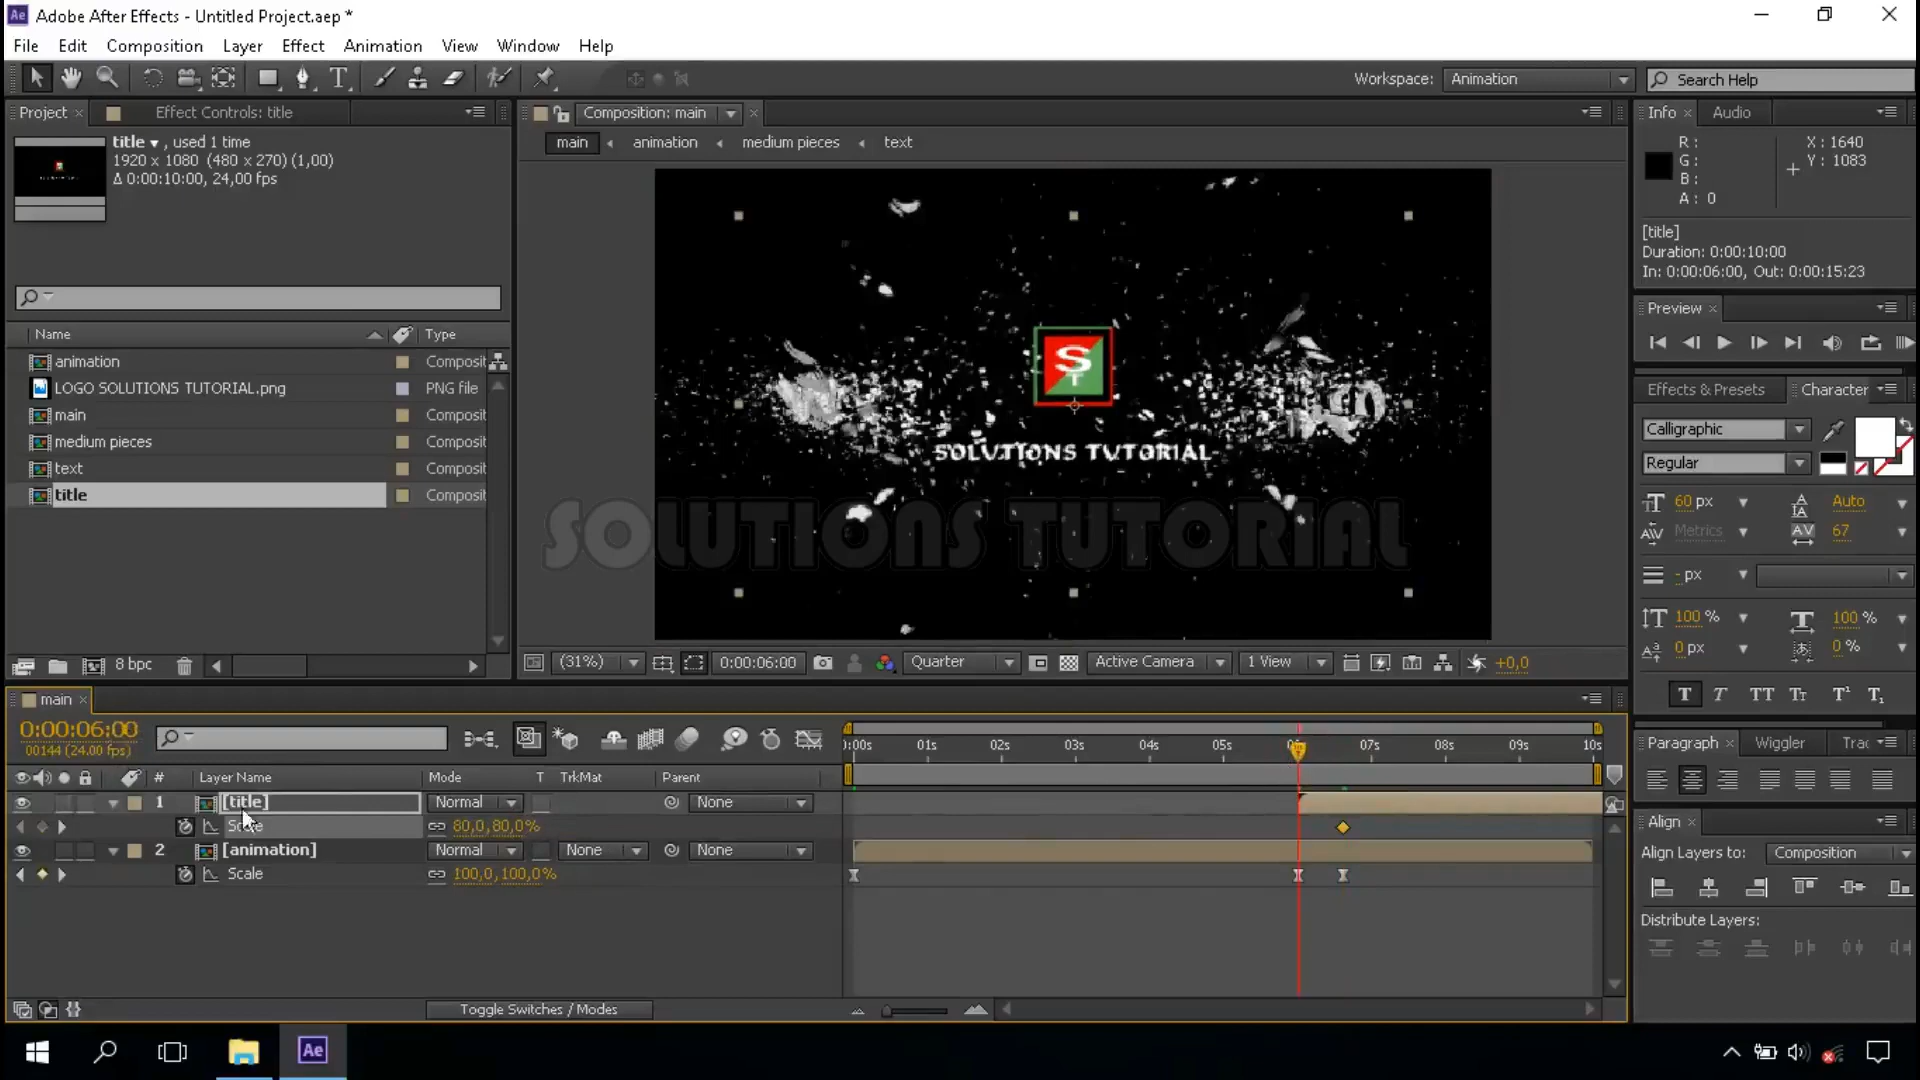 Adobe After Effects - Untitled Project.aep *
File Edit Composition Layer Effect Animation View Window Help
Workspace: Animation Search Help
Project × Effect Controls: title
Composition: main ×
Info × Audio
title ▾ , used 1 time
1920 x 1080 (480 x 270) (1,00)
Δ 0:00:10:00, 24,00 fps
main animation medium pieces text
R :
G :
B :
A : 0
X : 1640
Y : 1083
[title]
Duration: 0:00:10:00
In: 0:00:06:00, Out: 0:00:15:23
Preview ×
Name Type
animation Composit
LOGO SOLUTIONS TUTORIAL.png PNG file
main Composit
medium pieces Composit
text Composit
title Composit
S
T
SOLUTIONS TUTORIAL
SOLUTIONS TUTORIAL
Effects & Presets Character
Calligraphic
Regular
60 px Auto
Metrics 67
- px
100 % 100 %
0 px 0 %
T T TT Tt T¹ T₁
8 bpc
(31%) 0:00:06:00 Quarter Active Camera 1 View +0,0
main ×
0:00:06:00
00144 (24.00 fps)
0:00s 01s 02s 03s 04s 05s 07s 08s 09s 10s
# Layer Name Mode T TrkMat Parent
1 [title] Normal None
Scale 80,0,80,0%
2 [animation] Normal None None
Scale 100,0,100,0%
Toggle Switches / Modes
Paragraph × Wiggler Trac
Align ×
Align Layers to: Composition
Distribute Layers:
Ae